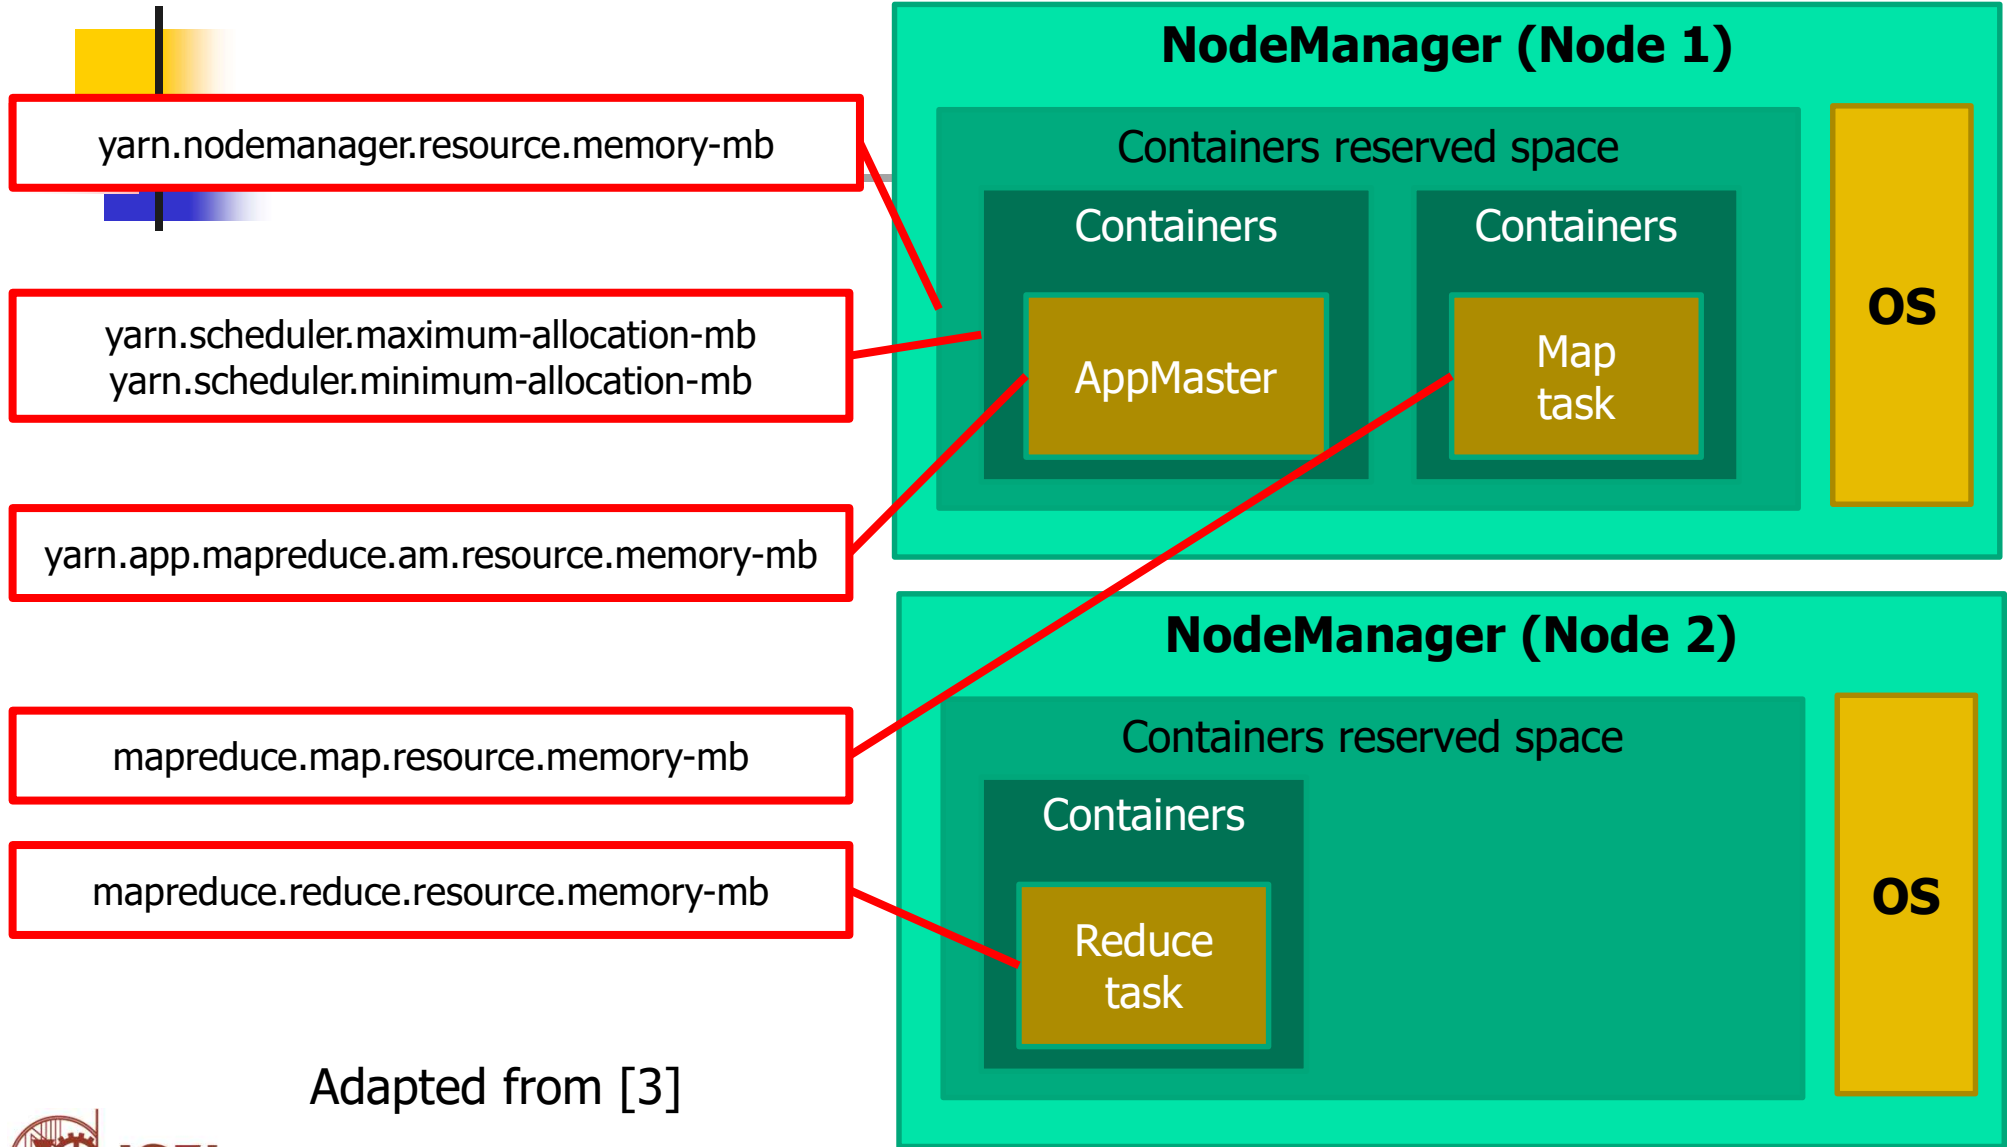 NodeManager (Node 1)
yarn.nodemanager.resource.memory-mb
Containers reserved space
Containers
Containers
yarn.scheduler.maximum-allocation-mb
yarn.scheduler.minimum-allocation-mb
AppMaster
Map
task
OS
yarn.app.mapreduce.am.resource.memory-mb
NodeManager (Node 2)
mapreduce.map.resource.memory-mb
Containers reserved space
Containers
mapreduce.reduce.resource.memory-mb
Reduce
task
OS
Adapted from [3]